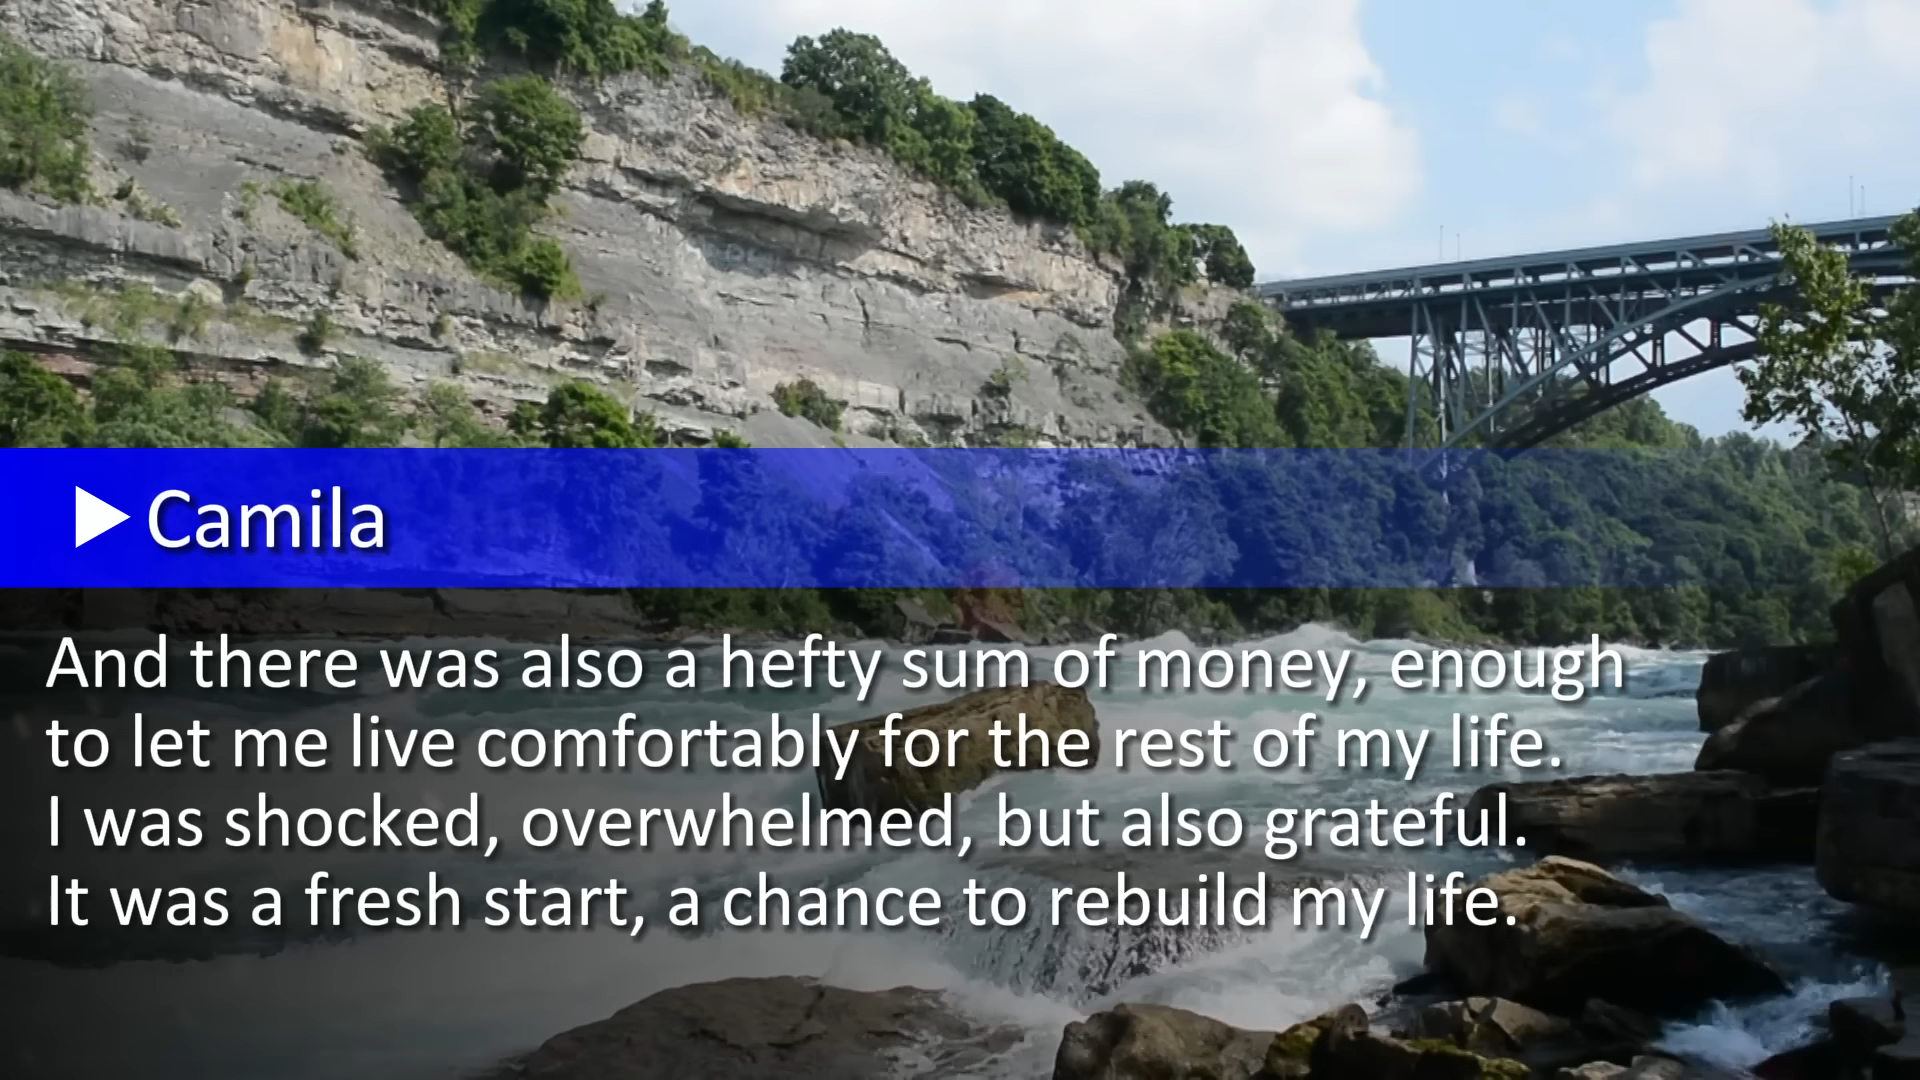 Camila
And there was also a hefty sum of money, enough
to let me live comfortably for the rest of my life.
I was shocked, overwhelmed, but also grateful.
It was a fresh start, a chance to rebuild my life.